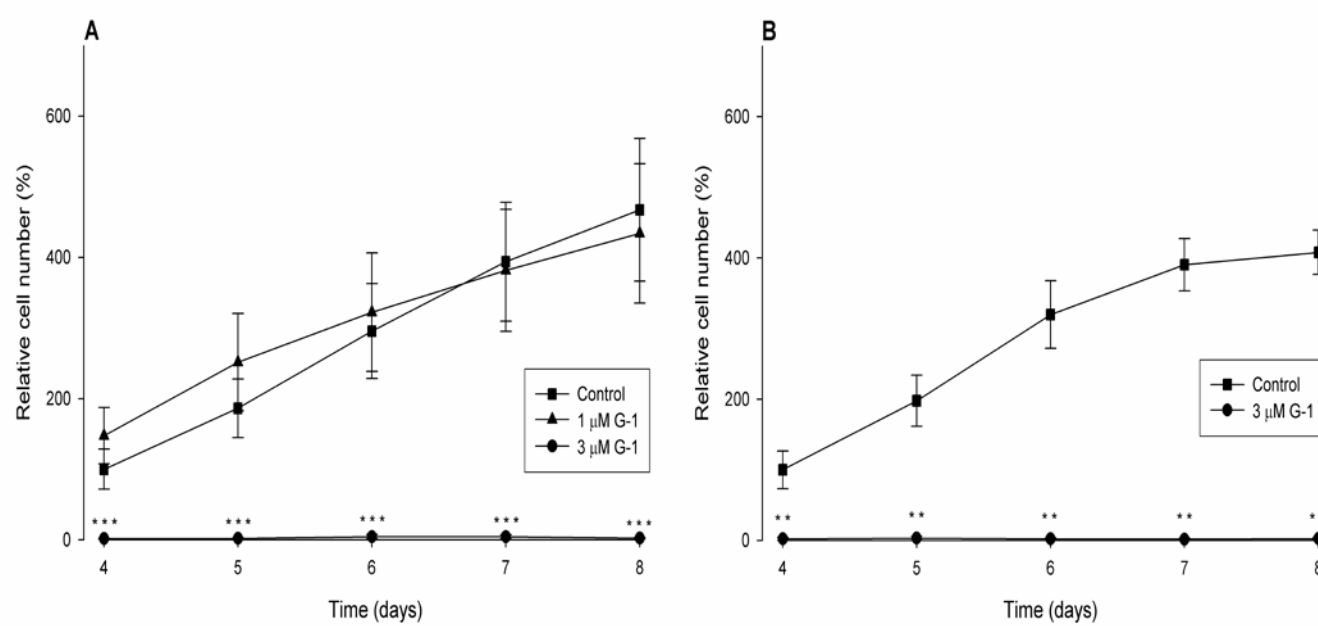 A
Relative cell number (%)
600
400
200
0
Control
1 μM G-1
3 μM G-1
*** *** *** *** ***
4 5 6 7 8
Time (days)
B
Relative cell number (%)
600
400
200
0
Control
3 μM G-1
** ** ** ** *
4 5 6 7 8
Time (days)